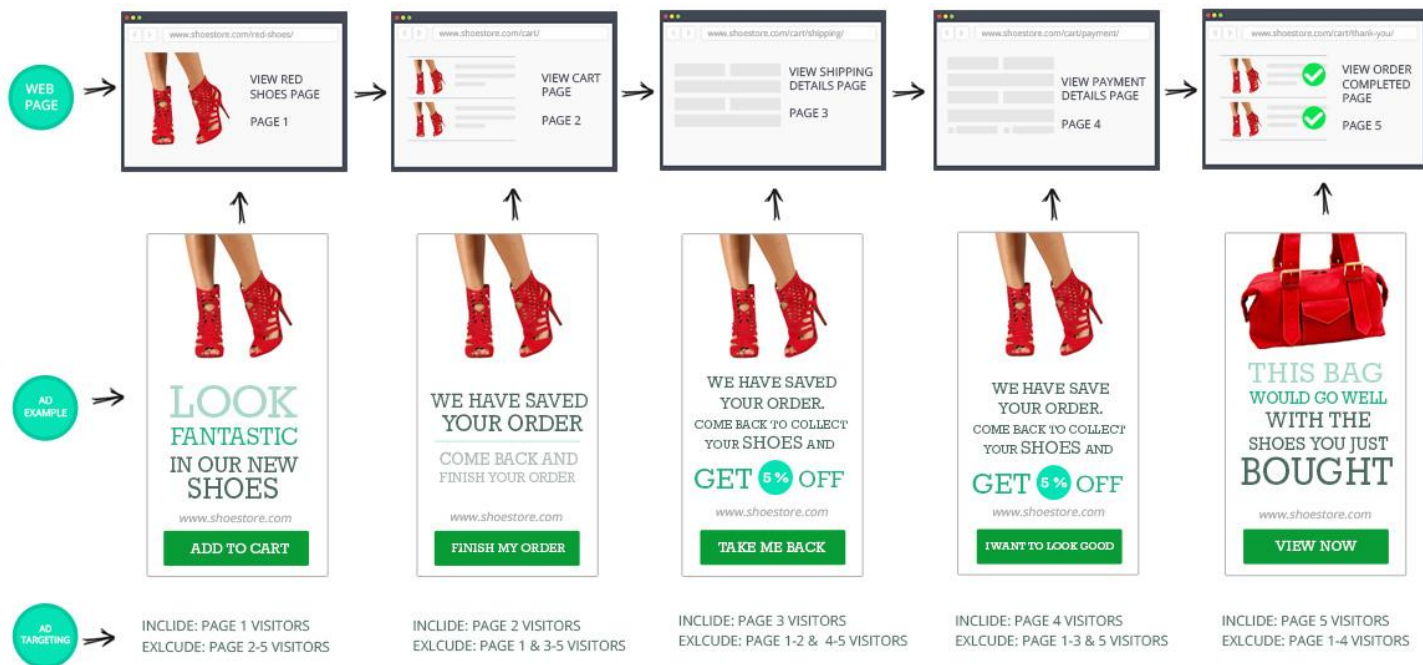 WEB
PAGE
www.shoestore.com/red-shoes/
VIEW RED
SHOES PAGE
PAGE 1
www.shoestore.com/cart/
VIEW CART
PAGE
PAGE 2
www.shoestore.com/cart/shipping/
VIEW SHIPPING
DETAILS PAGE
PAGE 3
www.shoestore.com/cart/payment/
VIEW PAYMENT
DETAILS PAGE
PAGE 4
www.shoestore.com/cart/thank-you/
VIEW ORDER
COMPLETED
PAGE
PAGE 5
AD
EXAMPLE
LOOK
FANTASTIC
IN OUR NEW
SHOES
www.shoestore.com
ADD TO CART
WE HAVE SAVED
YOUR ORDER
COME BACK AND
FINISH YOUR ORDER
www.shoestore.com
FINISH MY ORDER
WE HAVE SAVED
YOUR ORDER.
COME BACK TO COLLECT
YOUR SHOES AND
GET 5% OFF
www.shoestore.com
TAKE ME BACK
WE HAVE SAVE
YOUR ORDER.
COME BACK TO COLLECT
YOUR SHOES AND
GET 5% OFF
www.shoestore.com
I WANT TO LOOK GOOD
THIS BAG
WOULD GO WELL
WITH THE
SHOES YOU JUST
BOUGHT
www.shoestore.com
VIEW NOW
AD
TARGETING
INCLIDE: PAGE 1 VISITORS
EXLCUDE: PAGE 2-5 VISITORS
INCLIDE: PAGE 2 VISITORS
EXLCUDE: PAGE 1 & 3-5 VISITORS
INCLIDE: PAGE 3 VISITORS
EXLCUDE: PAGE 1-2 & 4-5 VISITORS
INCLIDE: PAGE 4 VISITORS
EXLCUDE: PAGE 1-3 & 5 VISITORS
INCLIDE: PAGE 5 VISITORS
EXLCUDE: PAGE 1-4 VISITORS